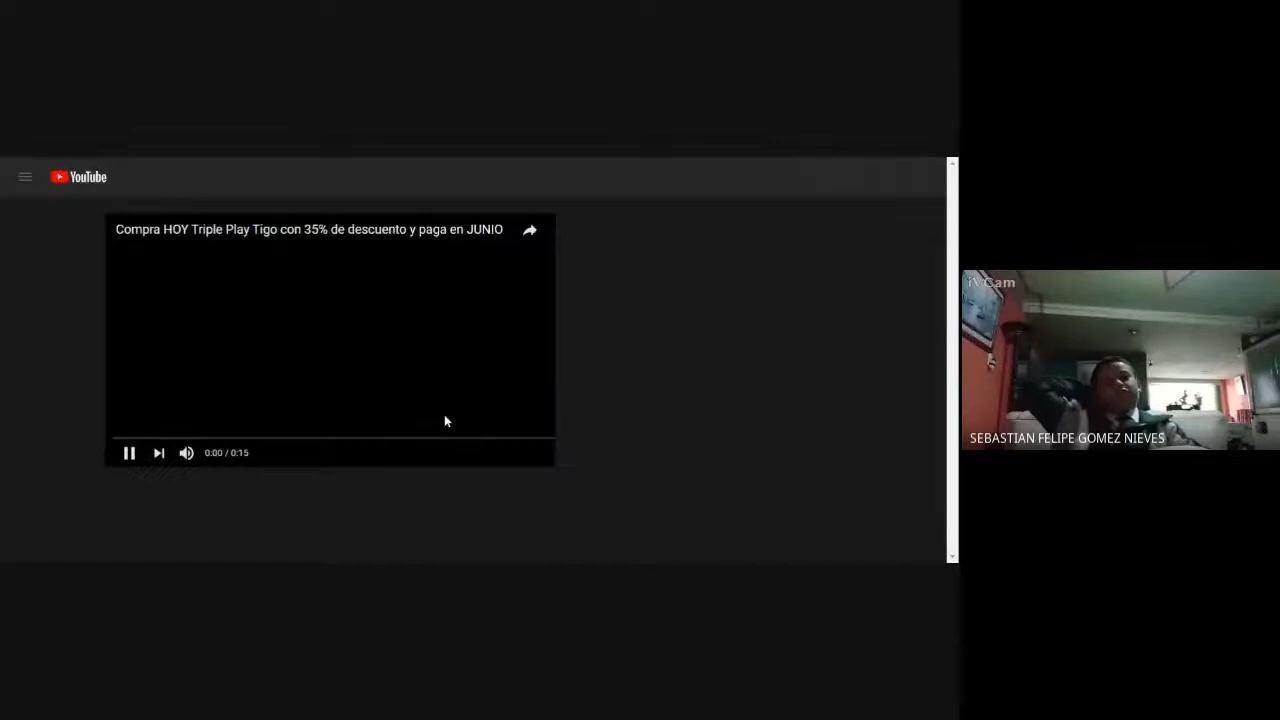 YouTube
Compra HOY Triple Play Tigo con 35% de descuento y paga en JUNIO
0:00 / 0:15
iVCam
SEBASTIAN FELIPE GOMEZ NIEVES